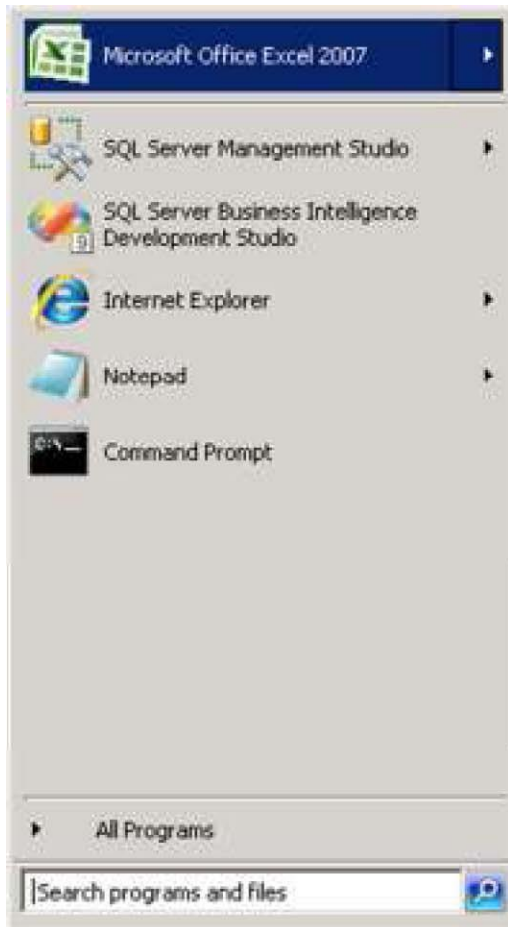 Microsoft Office Excel 2007
SQL Server Management Studio
SQL Server Business Intelligence
Development Studio
9
Internet Explorer
Notepad
C:\_
Command Prompt
All Programs
Search programs and files